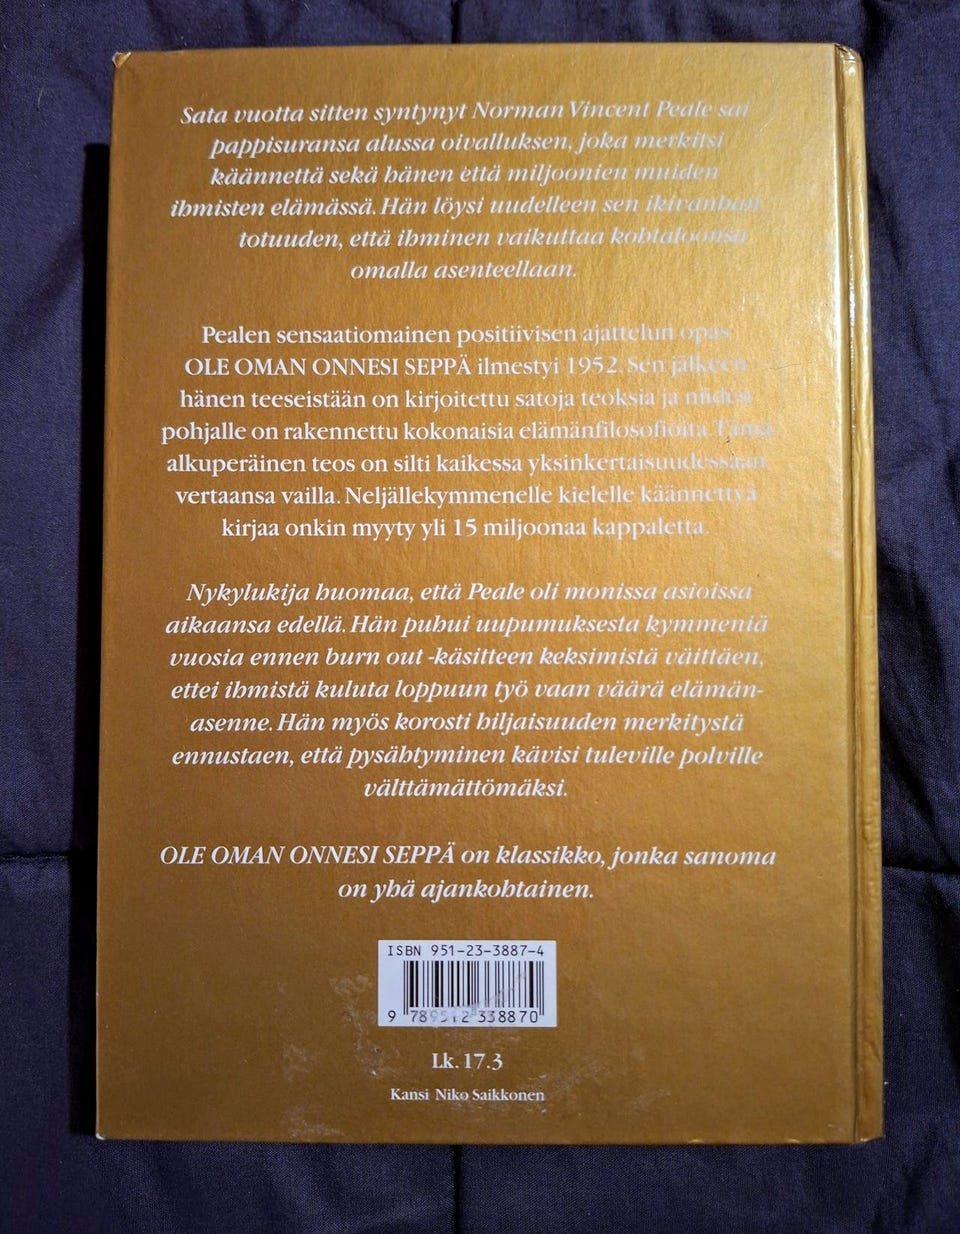 Sata vuotta sitten syntynyt Norman Vincent Peale sai
pappisuransa alussa oivalluksen, joka merkitsi
käännettä sekä hänen että miljoonien muiden
ihmisten elämässä. Hän löysi uudelleen sen ikivanhan
totuuden, että ihminen vaikuttaa kohtaloonsa
omalla asenteellaan.
Pealen sensaatiomainen positiivisen ajattelun opas
OLE OMAN ONNESI SEPPÄ ilmestyi 1952. Sen jälkeen
hänen teeseistään on kirjoitettu satoja teoksia ja niiden
pohjalle on rakennettu kokonaisia elämänfilosofioita. Tämä
alkuperäinen teos on silti kaikessa yksinkertaisuudessaan
vertaansa vailla. Neljällekymmenelle kielelle käännettyä
kirjaa onkin myyty yli 15 miljoonaa kappaletta.
Nykylukija huomaa, että Peale oli monissa asioissa
aikaansa edellä. Hän puhui uupumuksesta kymmeniä
vuosia ennen burn out -käsitteen keksimistä väittäen,
ettei ihmistä kuluta loppuun työ vaan väärä elämän-
asenne. Hän myös korosti hiljaisuuden merkitystä
ennustaen, että pysähtyminen kävisi tuleville polville
välttämättömäksi.
OLE OMAN ONNESI SEPPÄ on klassikko, jonka sanoma
on yhä ajankohtainen.
ISBN 951-23-3887-4
9 789512 338870
Lk. 17.3
Kansi Niko Saikkonen